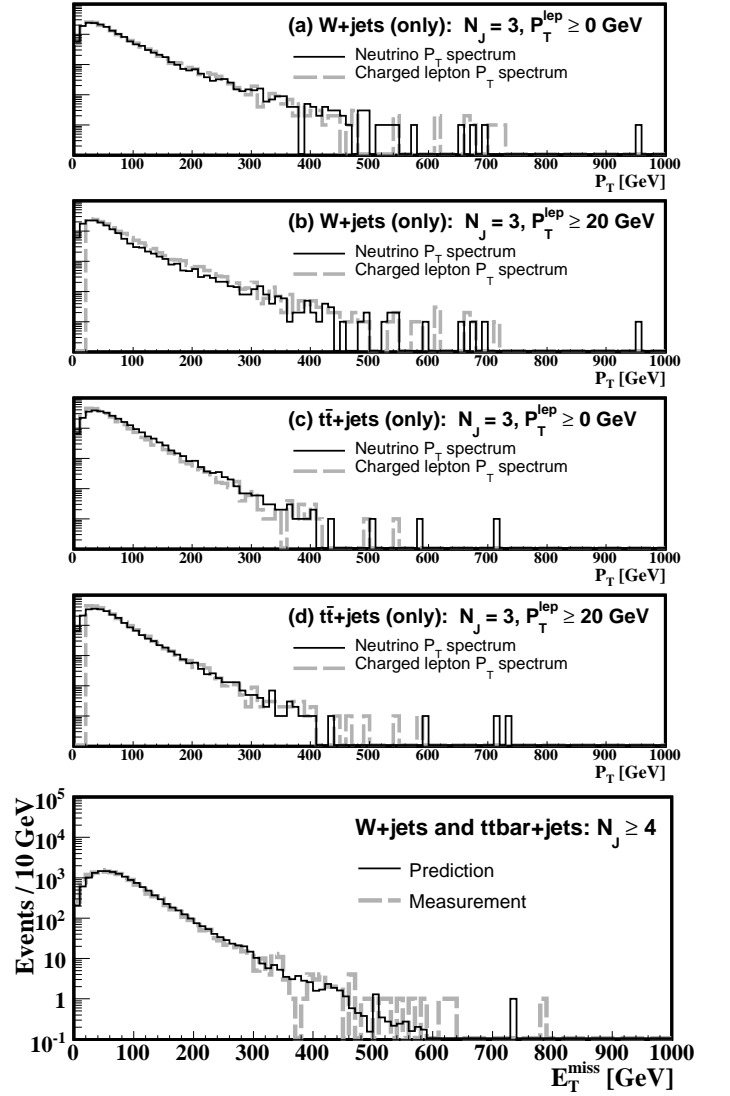 (a) W+jets (only): N_J = 3, P_T^lep ≥ 0 GeV
Neutrino P_T spectrum
Charged lepton P_T spectrum
0 100 200 300 400 500 600 700 800 900 1000
P_T [GeV]
(b) W+jets (only): N_J = 3, P_T^lep ≥ 20 GeV
Neutrino P_T spectrum
Charged lepton P_T spectrum
0 100 200 300 400 500 600 700 800 900 1000
P_T [GeV]
(c) tt̄+jets (only): N_J = 3, P_T^lep ≥ 0 GeV
Neutrino P_T spectrum
Charged lepton P_T spectrum
0 100 200 300 400 500 600 700 800 900 1000
P_T [GeV]
(d) tt̄+jets (only): N_J = 3, P_T^lep ≥ 20 GeV
Neutrino P_T spectrum
Charged lepton P_T spectrum
0 100 200 300 400 500 600 700 800 900 1000
P_T [GeV]
Events / 10 GeV
10^5
10^4
10^3
10^2
10
1
10^-1
W+jets and ttbar+jets: N_J ≥ 4
Prediction
Measurement
0 100 200 300 400 500 600 700 800 900 1000
E_T^miss [GeV]